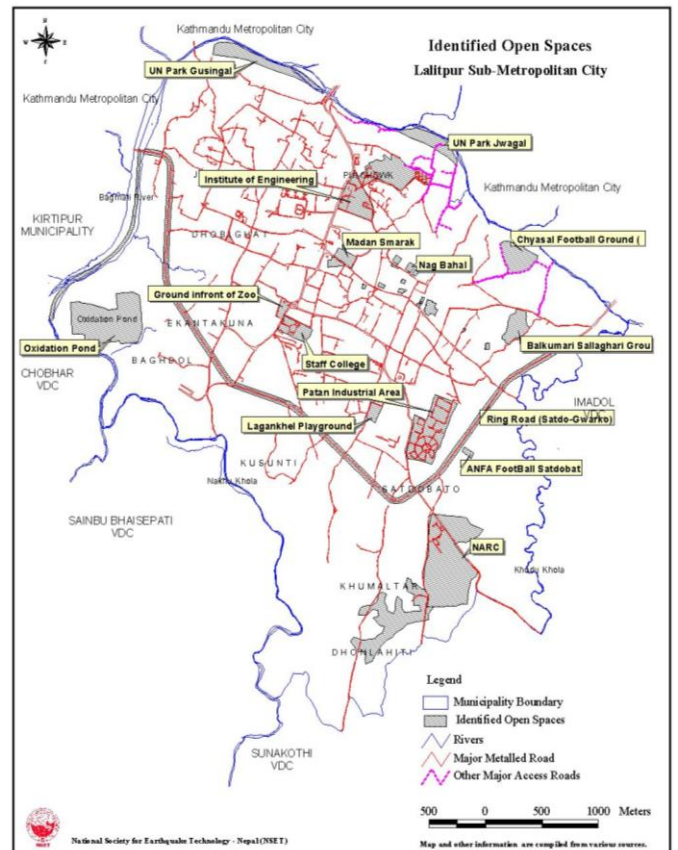 N
W E
S
Kathmandu Metropolitan City
Identified Open Spaces
Lalitpur Sub-Metropolitan City
UN Park Gusingal
Kathmandu Metropolitan City
UN Park Jwagal
Institute of Engineering
Kathmandu Metropolitan City
Bagmati River
KIRTIPUR
MUNICIPALITY
DHOBIGHAT
Madan Smarak
Chyasal Football Ground (
Nag Bahal
Ground infront of Zoo
Oxidation Pond
EKANTAKUNA
Oxidation Pond
BAGHDOL
Balkumari Sallaghari Grou
Staff College
CHOBHAR
VDC
Patan Industrial Area
IMADOL
VDC
Lagankhel Playground
Ring Road (Satdo-Gwarko)
KUSUNTI
ANFA FootBall Satdobat
Nakhu Khola
SATDOBATO
SAINBU BHAISEPATI
VDC
NARC
KHUMALTAR
DHONLAHITI
Legend
Municipality Boundary
Identified Open Spaces
Rivers
Major Metalled Road
Other Major Access Roads
SUNAKOTHI
VDC
500 0 500 1000 Meters
NSET
National Society for Earthquake Technology - Nepal (NSET)
Map and other information are compiled from various sources.